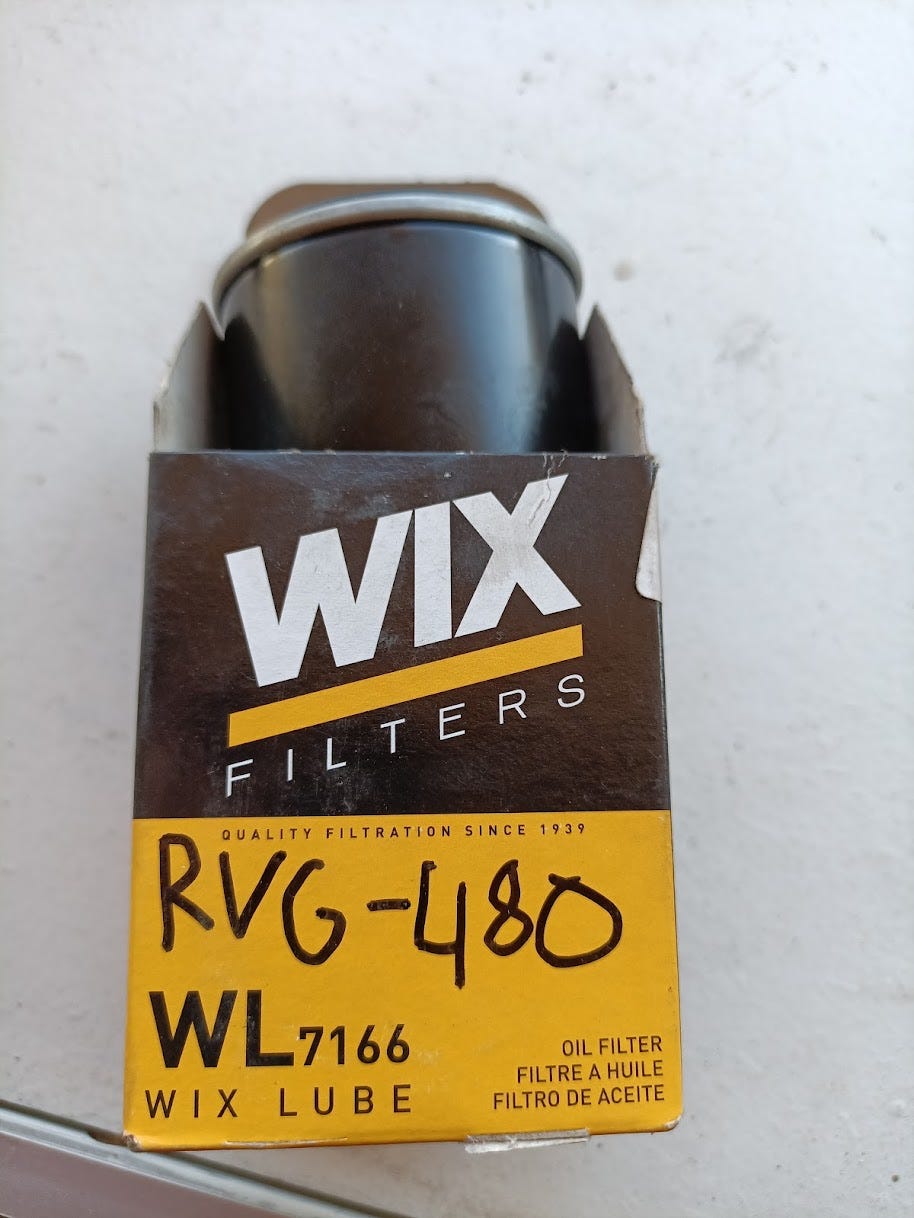 WIX
FILTERS
QUALITY FILTRATION SINCE 1939
RVG-480
WL7166
WIX LUBE
OIL FILTER
FILTRE A HUILE
FILTRO DE ACEITE